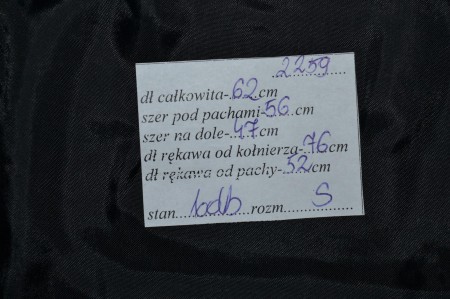 2259
dł całkowita-62cm
szer pod pachami-56cm
szer na dole-47cm
dł rękawa od kołnierza-76cm
dł rękawa od pachy-52cm
stan bdb rozm S